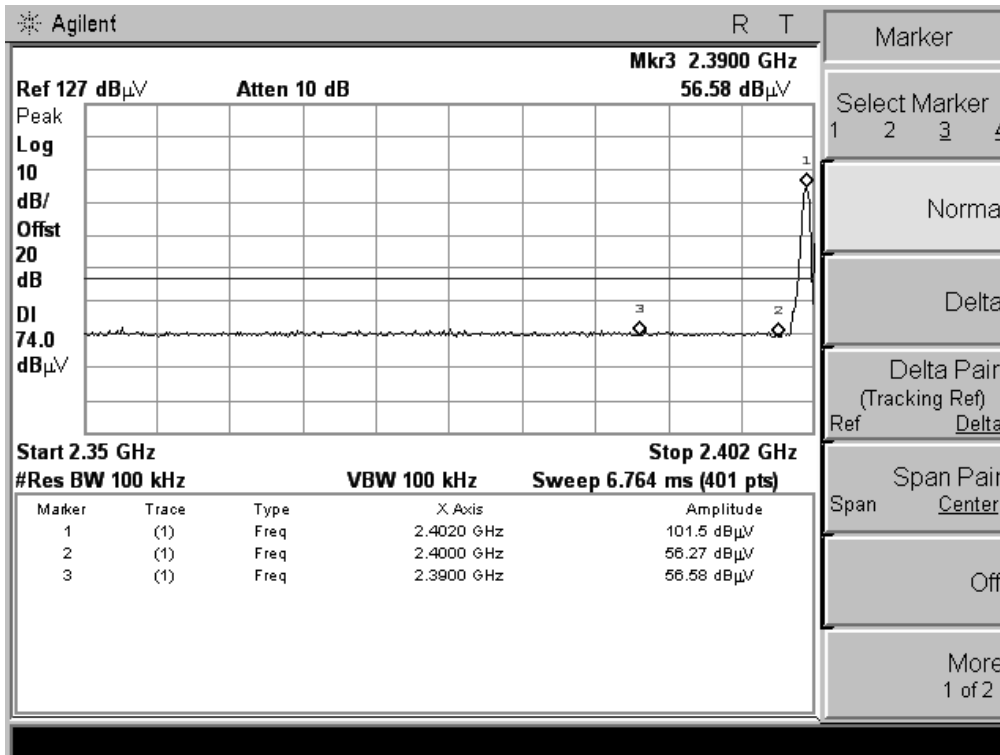 Agilent R T
Mkr3 2.3900 GHz
Ref 127 dBμV Atten 10 dB 56.58 dBμV
Peak
Log
10
dB/
Offst
20
dB
DI
74.0
dBμV
1
3
2
Start 2.35 GHz Stop 2.402 GHz
#Res BW 100 kHz VBW 100 kHz Sweep 6.764 ms (401 pts)
Marker Trace Type X Axis Amplitude
1 (1) Freq 2.4020 GHz 101.5 dBμV
2 (1) Freq 2.4000 GHz 56.27 dBμV
3 (1) Freq 2.3900 GHz 56.58 dBμV
Marker
Select Marker
1 2 3 4
Norma
Delta
Delta Pair
(Tracking Ref)
Ref Delta
Span Pair
Span Center
Off
More
1 of 2